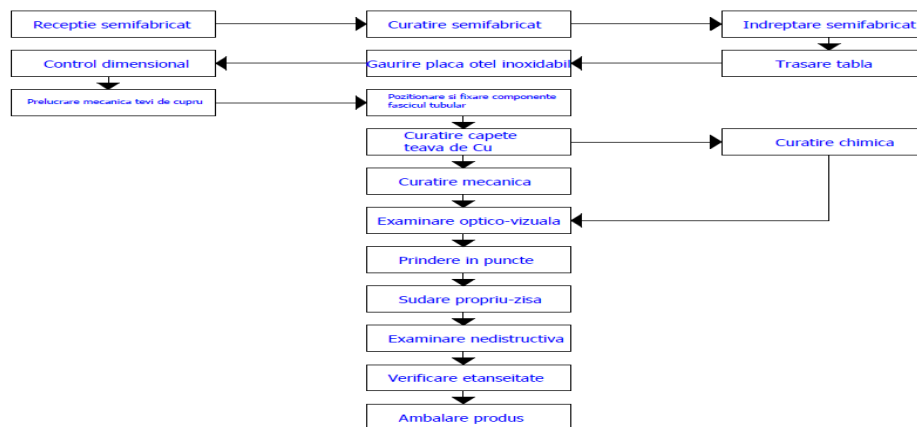 Receptie semifabricat
Curatire semifabricat
Indreptare semifabricat
Control dimensional
Gaurire placa otel inoxidabil
Trasare tabla
Prelucrare mecanica tevi de cupru
Pozitionare si fixare componente
fascicul tubular
Curatire capete
teava de Cu
Curatire chimica
Curatire mecanica
Examinare optico-vizuala
Prindere in puncte
Sudare propriu-zisa
Examinare nedistructiva
Verificare etanseitate
Ambalare produs